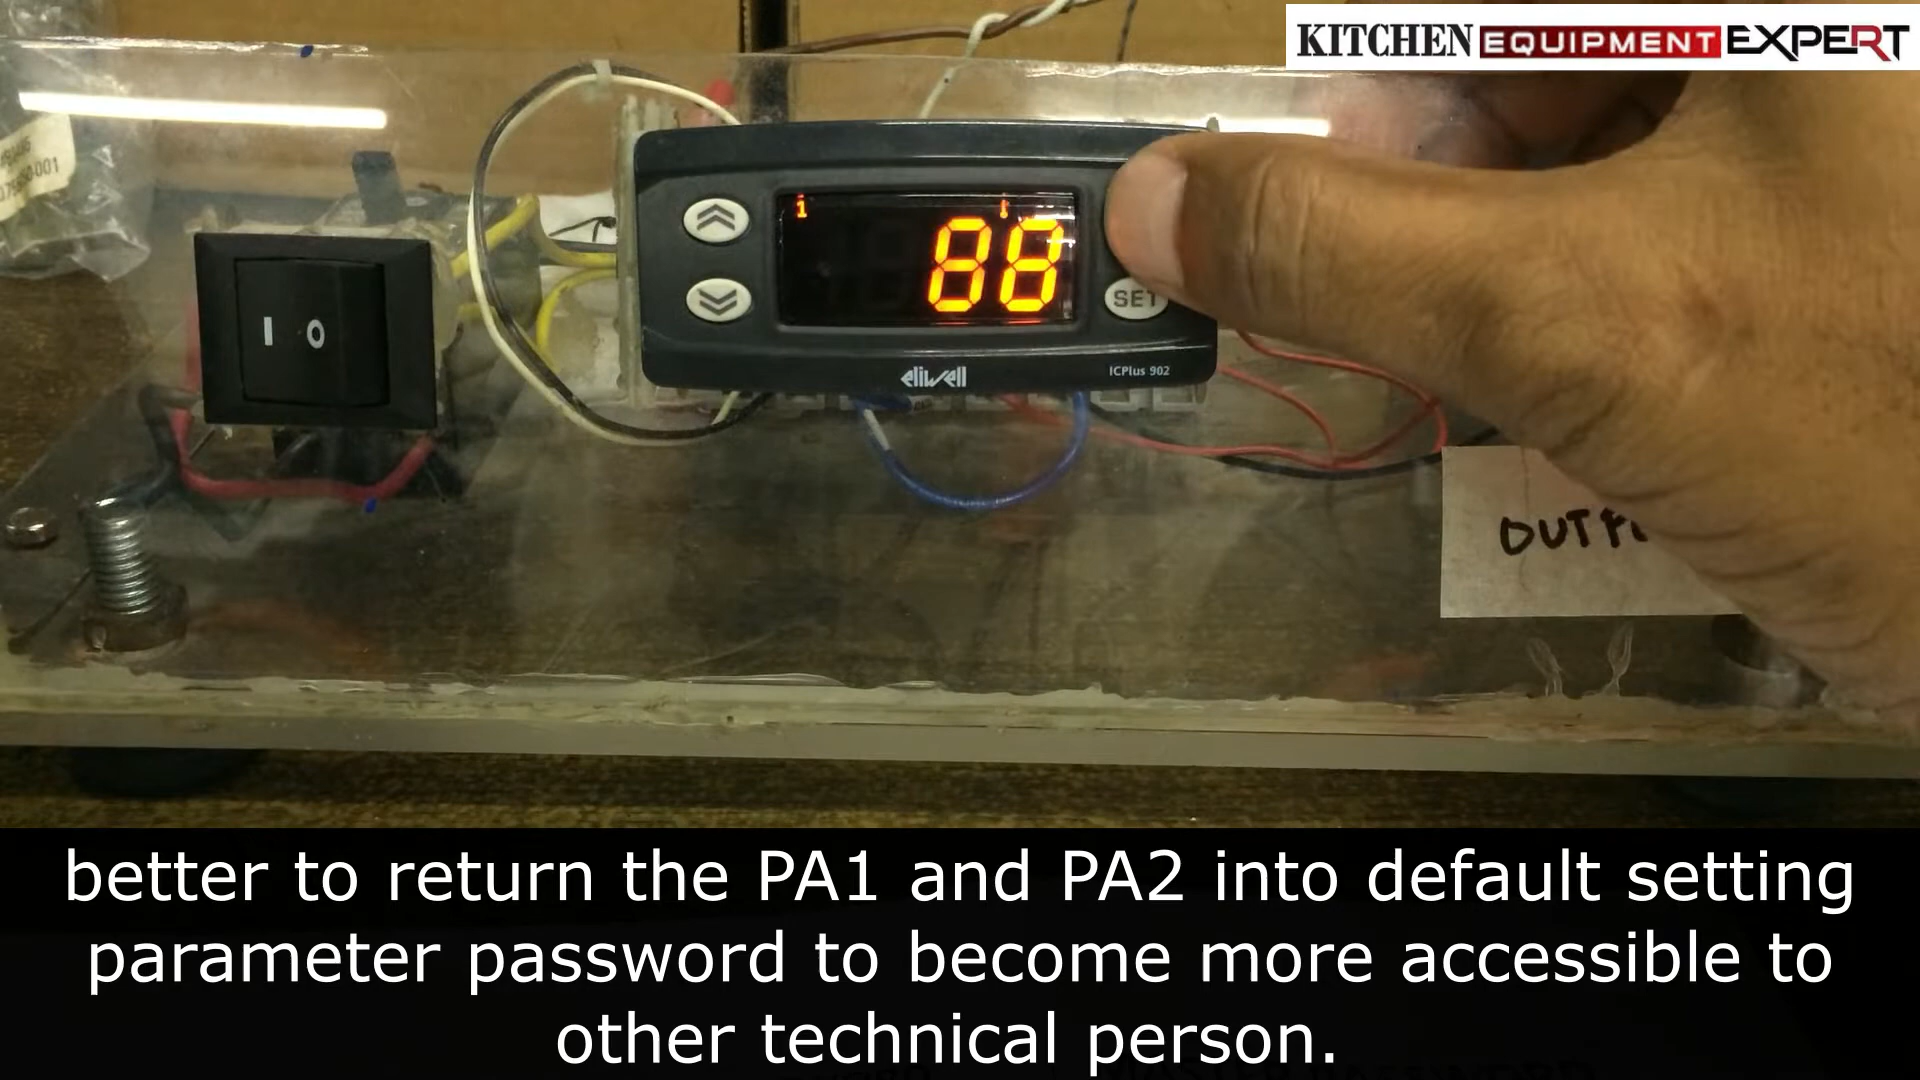 KITCHEN EQUIPMENT EXPERT
1
88
SET
eliwell
ICPlus 902
I O
better to return the PA1 and PA2 into default setting
parameter password to become more accessible to
other technical person.